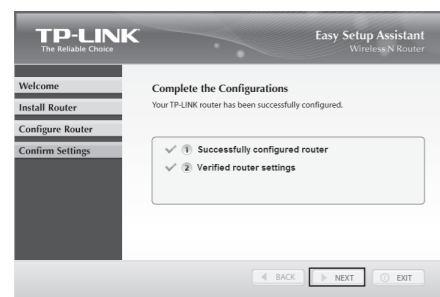 TP-LINK
The Reliable Choice
Easy Setup Assistant
Wireless N Router
Welcome
Install Router
Configure Router
Confirm Settings
Complete the Configurations
Your TP-LINK router has been successfully configured.
1 Successfully configured router
2 Verified router settings
BACK
NEXT
EXIT